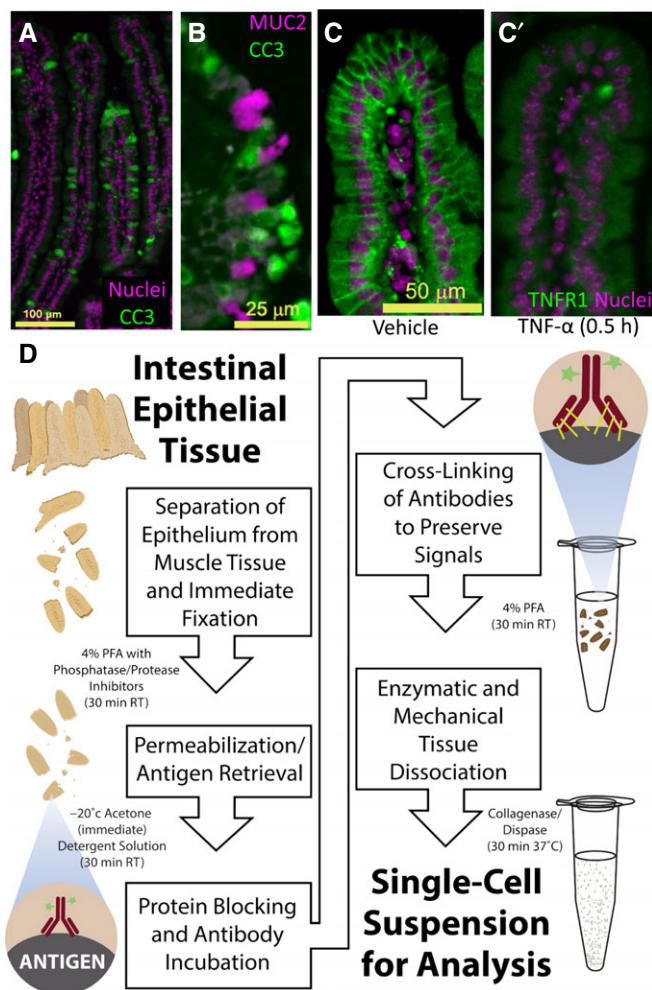 A
Nuclei
CC3
100 μm
B
MUC2
CC3
25 μm
C
50 μm
Vehicle
C′
TNFR1 Nuclei
TNF-α (0.5 h)
D
Intestinal
Epithelial
Tissue
Separation of
Epithelium from
Muscle Tissue
and Immediate
Fixation
4% PFA with
Phosphatase/Protease
Inhibitors
(30 min RT)
Permeabilization/
Antigen Retrieval
−20˚c Acetone
(immediate)
Detergent Solution
(30 min RT)
Protein Blocking
and Antibody
Incubation
ANTIGEN
Cross-Linking
of Antibodies
to Preserve
Signals
4% PFA
(30 min RT)
Enzymatic and
Mechanical
Tissue
Dissociation
Collagenase/
Dispase
(30 min 37˚C)
Single-Cell
Suspension
for Analysis